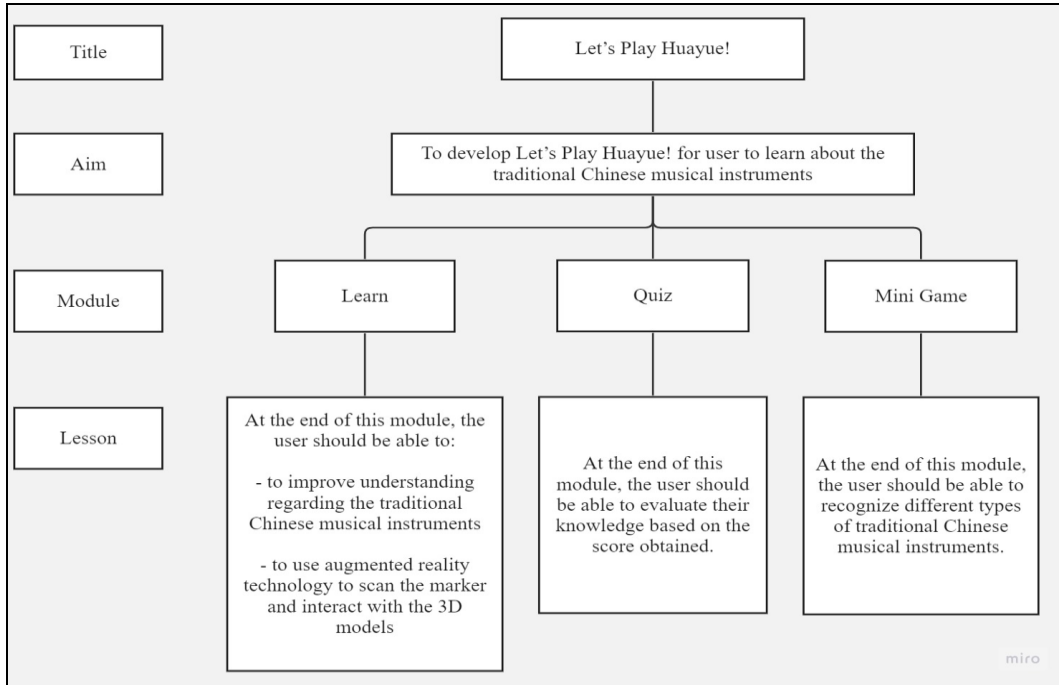 Title
Let's Play Huayue!
Aim
To develop Let's Play Huayue! for user to learn about the
traditional Chinese musical instruments
Module
Learn
Quiz
Mini Game
Lesson
At the end of this module, the
user should be able to:
- to improve understanding
regarding the traditional
Chinese musical instruments
- to use augmented reality
technology to scan the marker
and interact with the 3D
models
At the end of this
module, the user should
be able to evaluate their
knowledge based on the
score obtained.
At the end of this module,
the user should be able to
recognize different types
of traditional Chinese
musical instruments.
miro